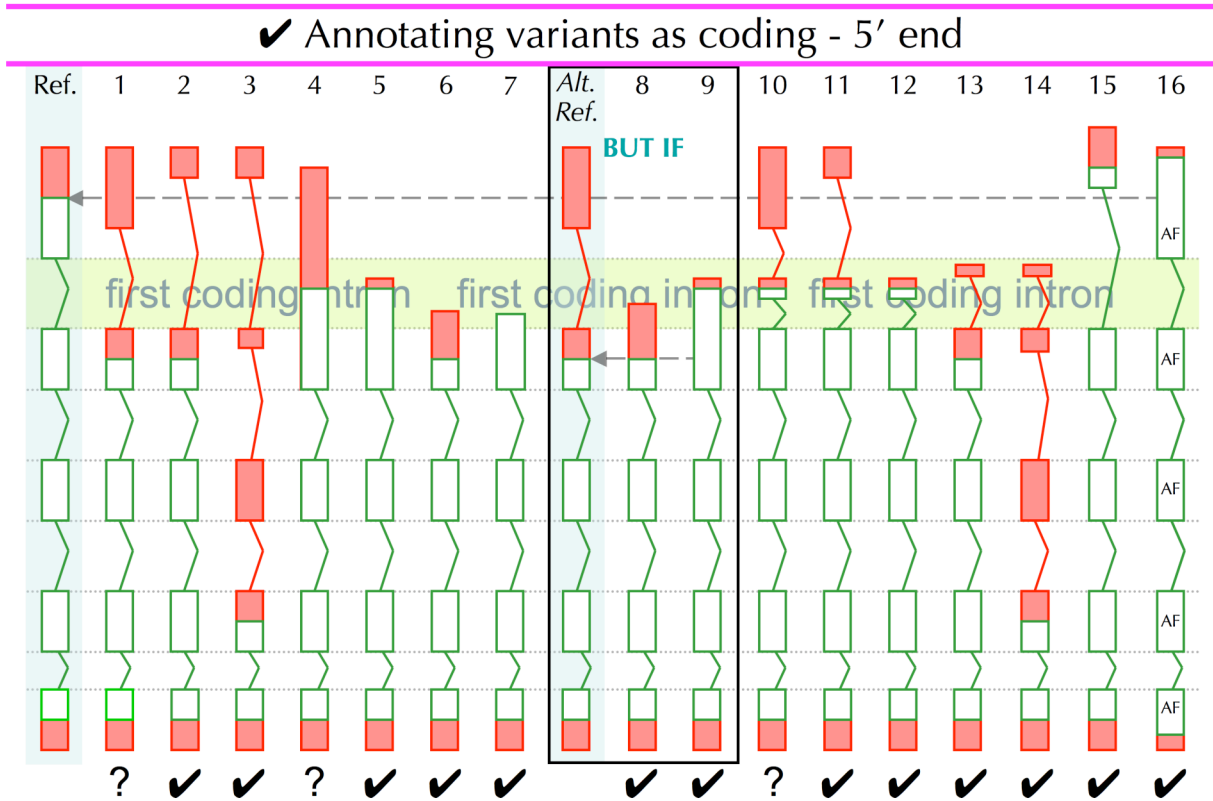 ✔ Annotating variants as coding - 5′ end
Ref. 1 2 3 4 5 6 7 Alt. 8 9 10 11 12 13 14 15 16
Ref.
BUT IF
AF
first coding intron first coding intron first coding intron
AF
AF
AF
AF
? ✔ ✔ ? ✔ ✔ ✔ ✔ ✔ ? ✔ ✔ ✔ ✔ ✔ ✔